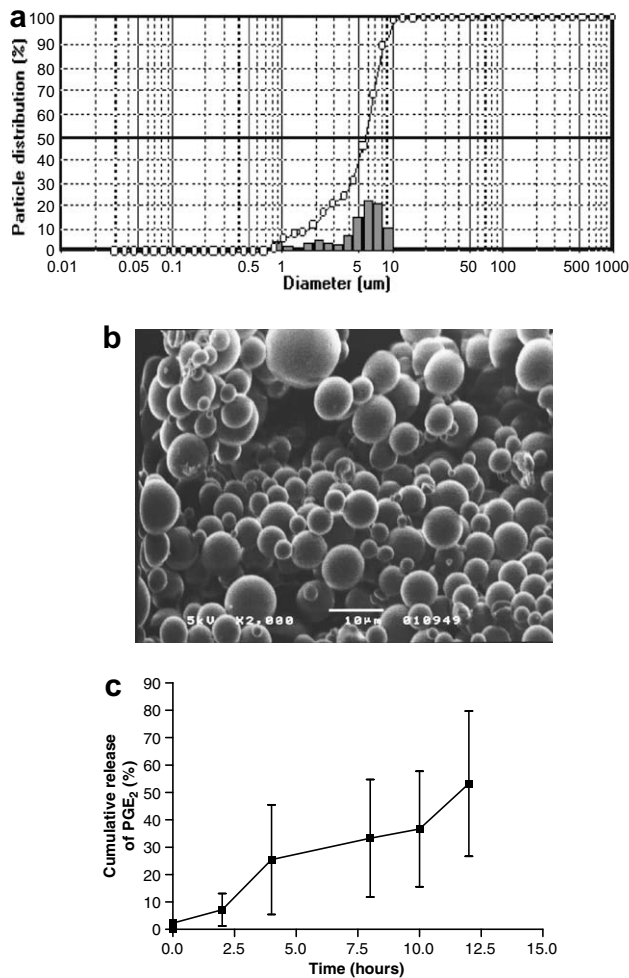 a
100
90
80
70
60
50
40
30
20
10
0
Particle distribution (%)
0.01 0.05 0.1 0.5 1 5 10 50 100 500 1000
Diameter (um)
b
5kV X2,000 10μm 010949
c
90
80
70
60
50
40
30
20
10
0
Cumulative release
of PGE₂ (%)
0.0 2.5 5.0 7.5 10.0 12.5 15.0
Time (hours)